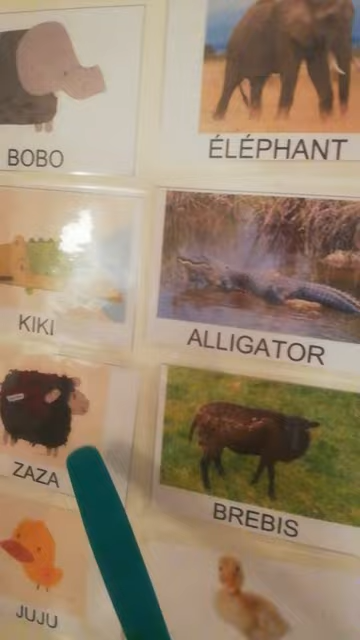 BOBO
ÉLÉPHANT
KIKI
ALLIGATOR
ZAZA
BREBIS
JUJU